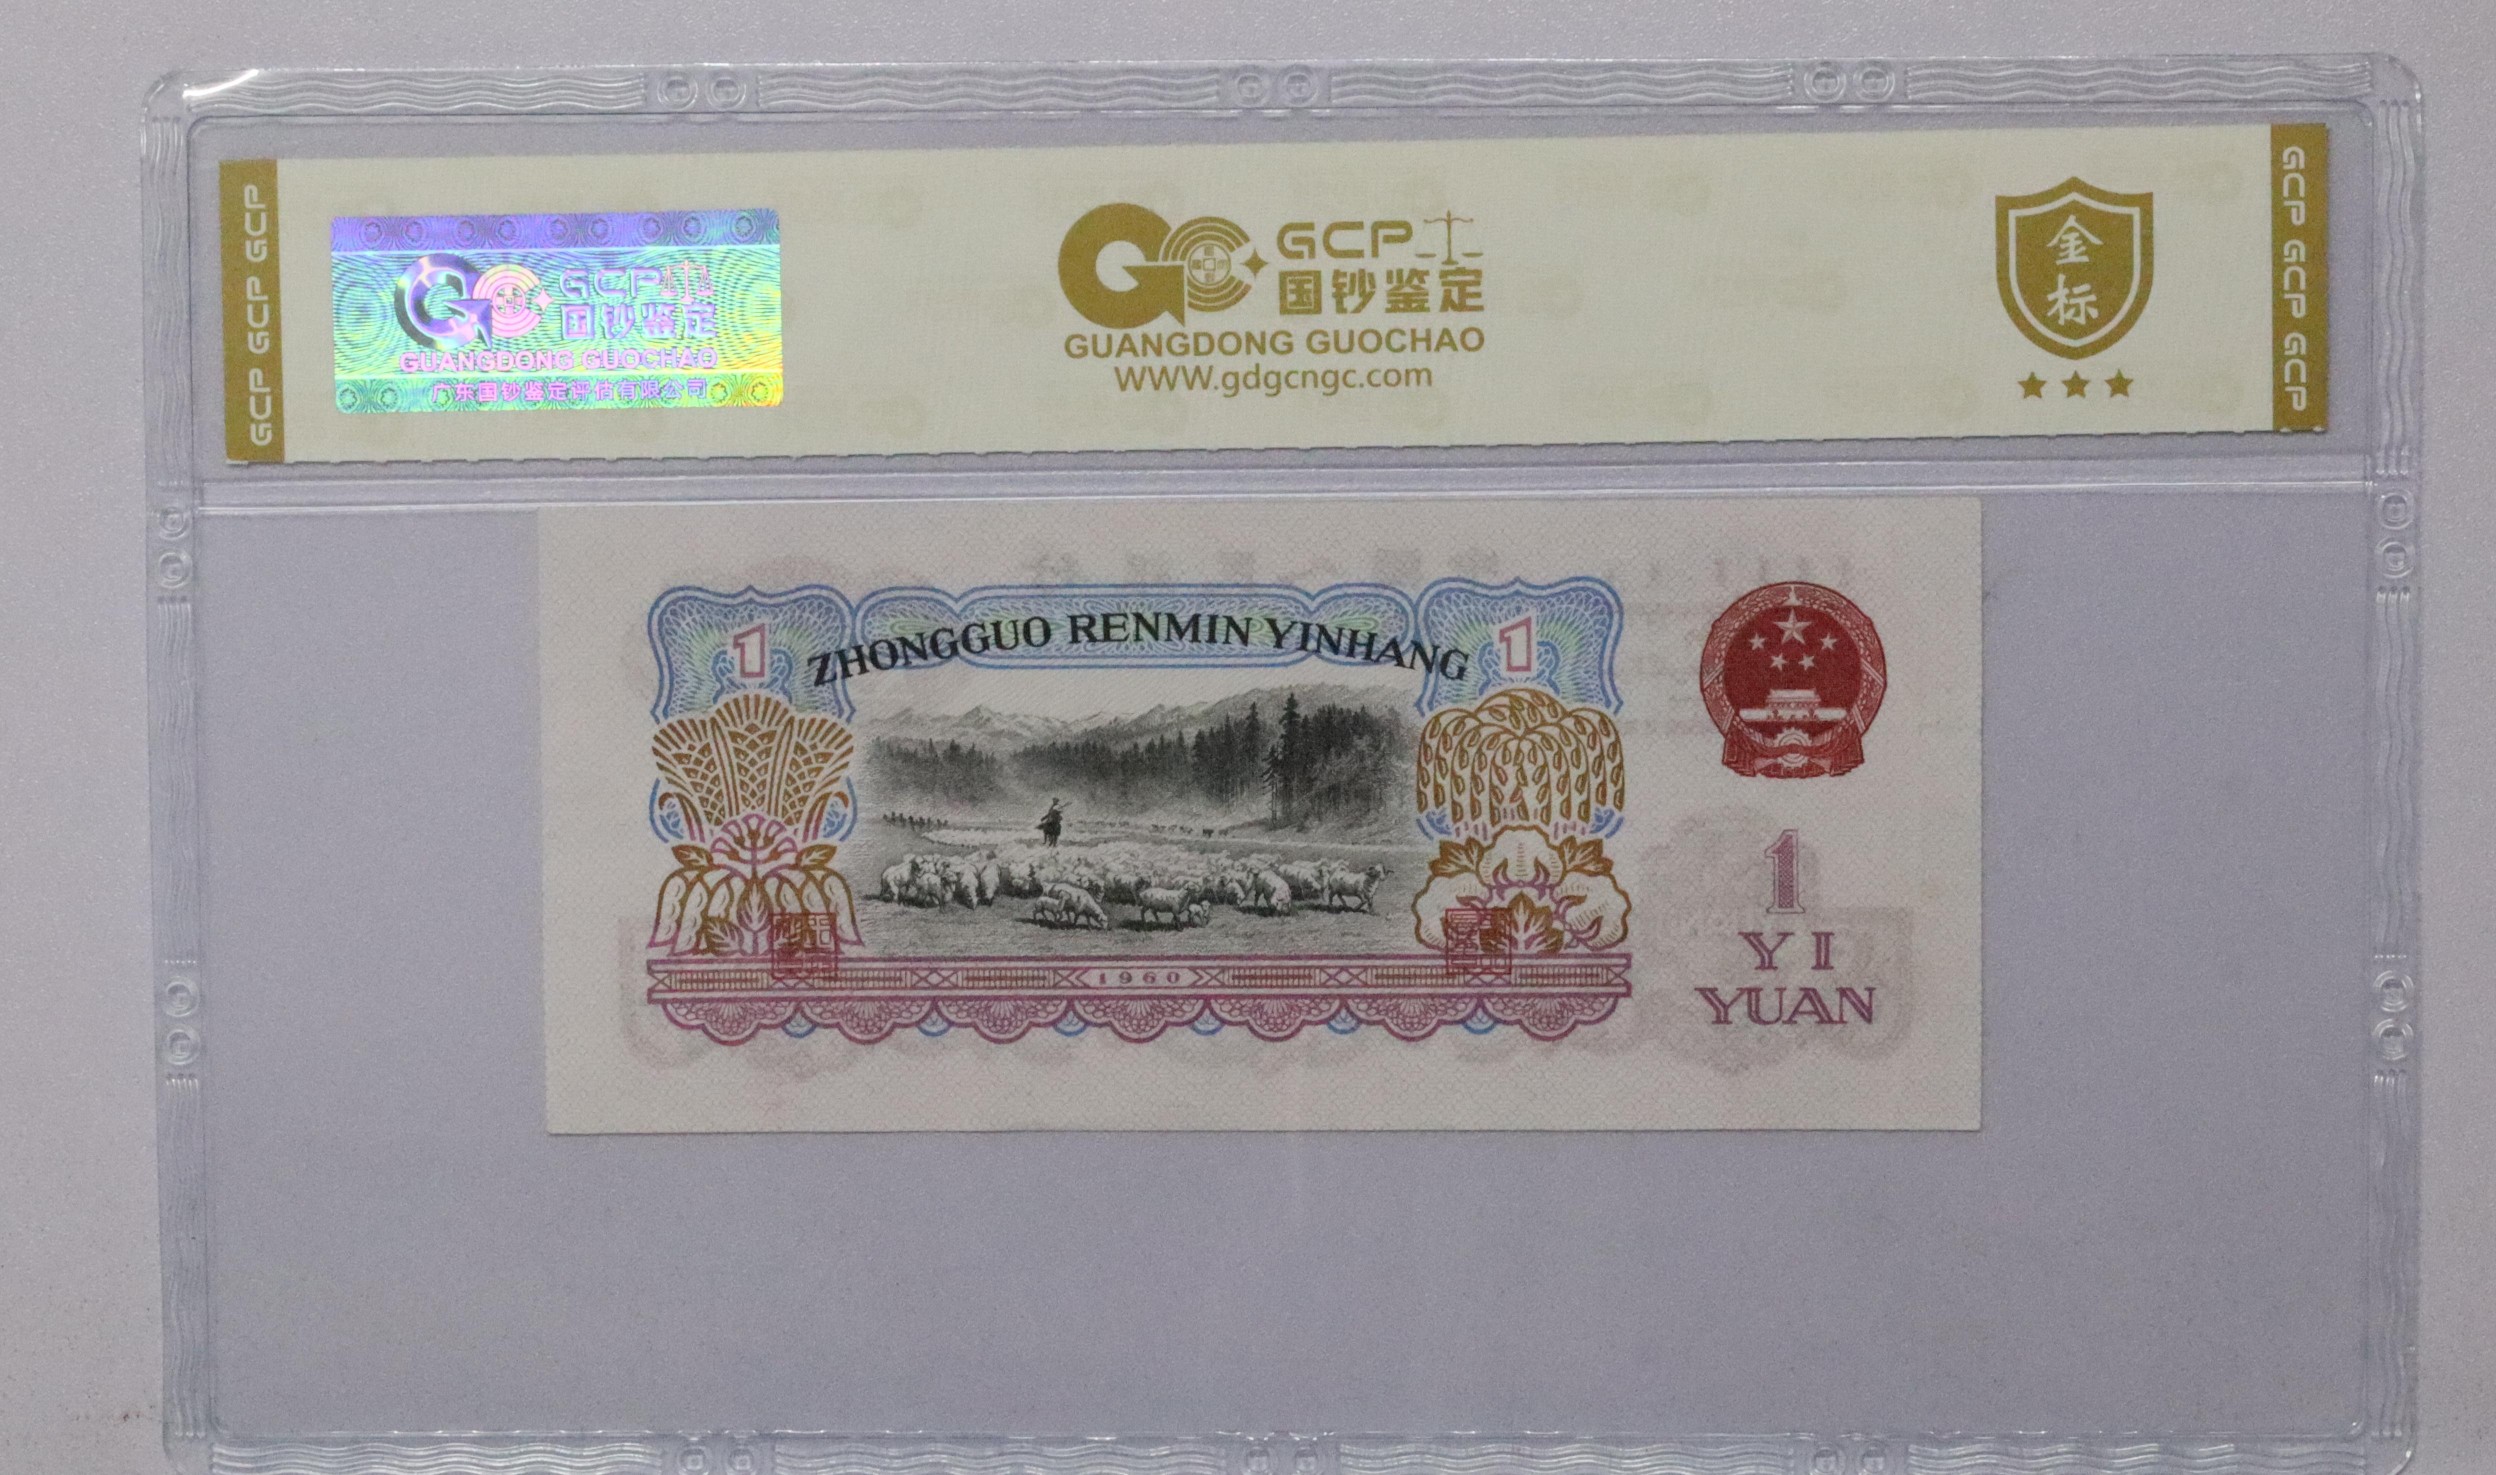 GCP GCP GCP
GCP
国钞鉴定
GUANGDONG GUOCHAO
广东国钞鉴定评估有限公司
GCP
国钞鉴定
GUANGDONG GUOCHAO
WWW.gdgcngc.com
金
标
GCP GCP GCP
ZHONGGUO RENMIN YINHANG
1
1
1960
1
YI
YUAN